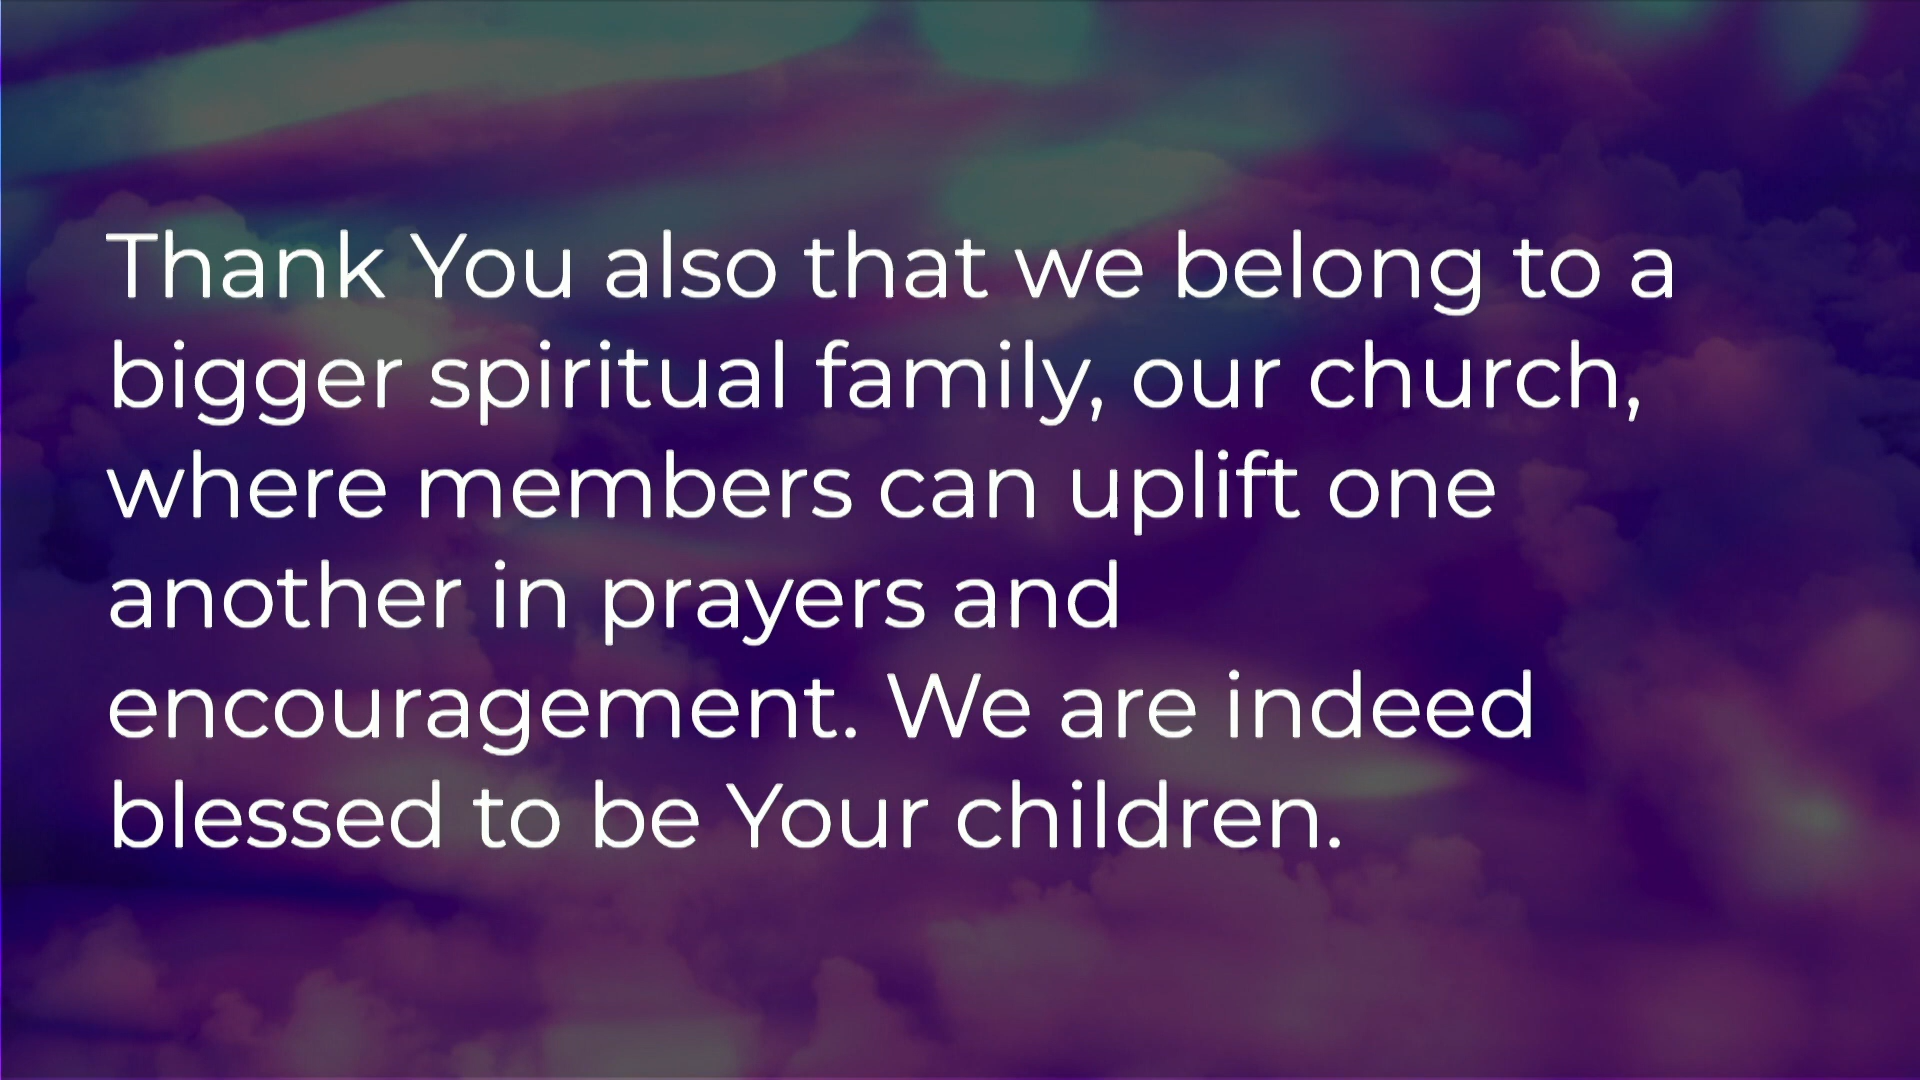 Thank You also that we belong to a
bigger spiritual family, our church,
where members can uplift one
another in prayers and
encouragement. We are indeed
blessed to be Your children.